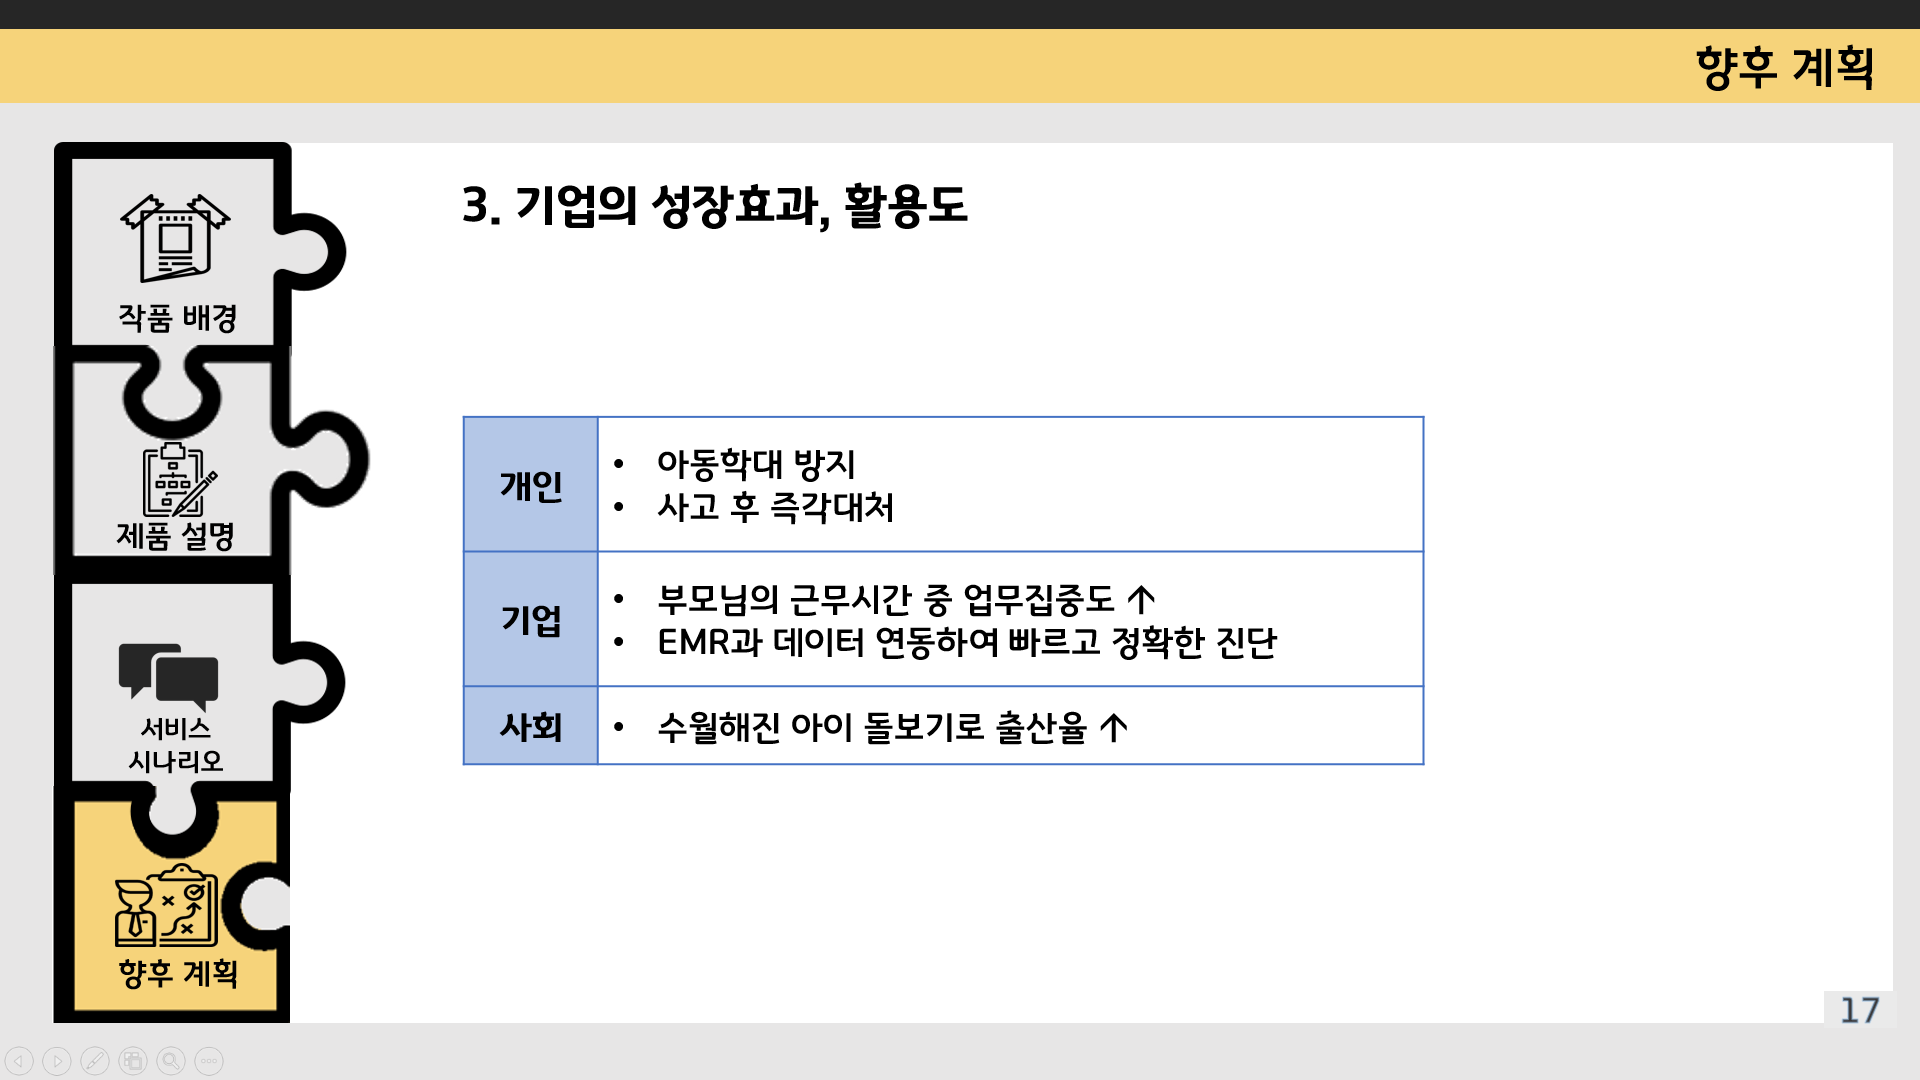 향후 계획
작품 배경
제품 설명
서비스
시나리오
향후 계획
3. 기업의 성장효과, 활용도
개인
• 아동학대 방지
• 사고 후 즉각대처
기업
• 부모님의 근무시간 중 업무집중도 ↑
• EMR과 데이터 연동하여 빠르고 정확한 진단
사회
• 수월해진 아이 돌보기로 출산율 ↑
17